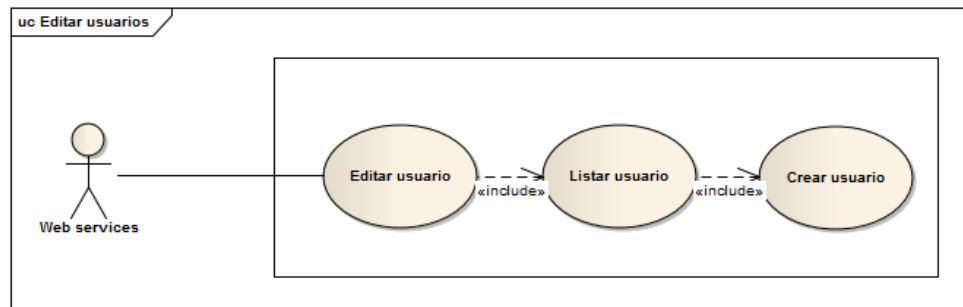 uc Editar usuarios
Editar usuario
Listar usuario
Crear usuario
«include»
«include»
Web services